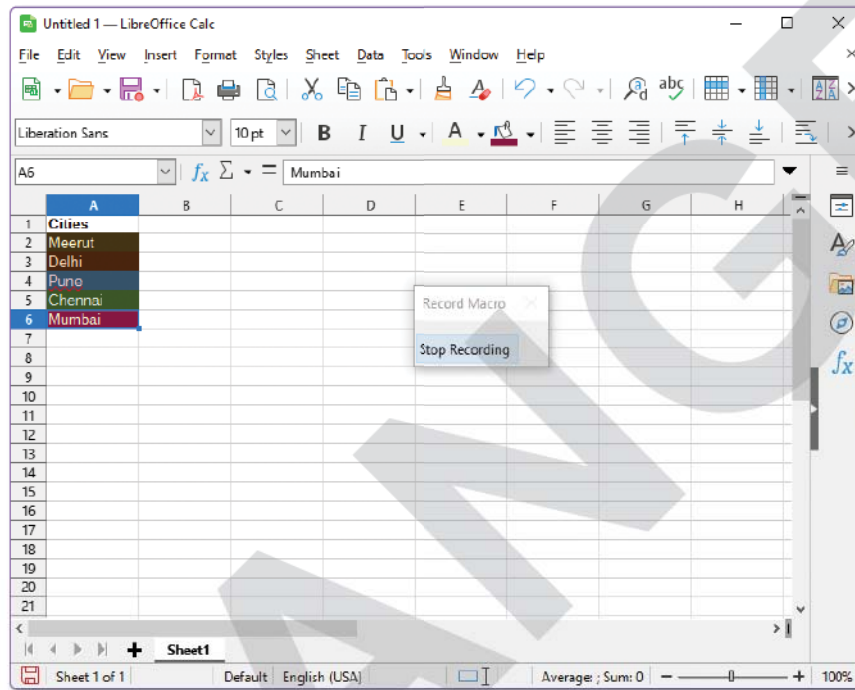 Untitled 1 — LibreOffice Calc
File Edit View Insert Format Styles Sheet Data Tools Window Help
abc
Liberation Sans 10 pt B I U A
A6 fx Σ = Mumbai
A B C D E F G H
1 Cities
2 Meerut
3 Delhi
4 Pune
5 Chennai
6 Mumbai
7
8
9
10
11
12
13
14
15
16
17
18
19
20
21
Record Macro
Stop Recording
Sheet1
Sheet 1 of 1 Default English (USA) Average: ; Sum: 0 100%